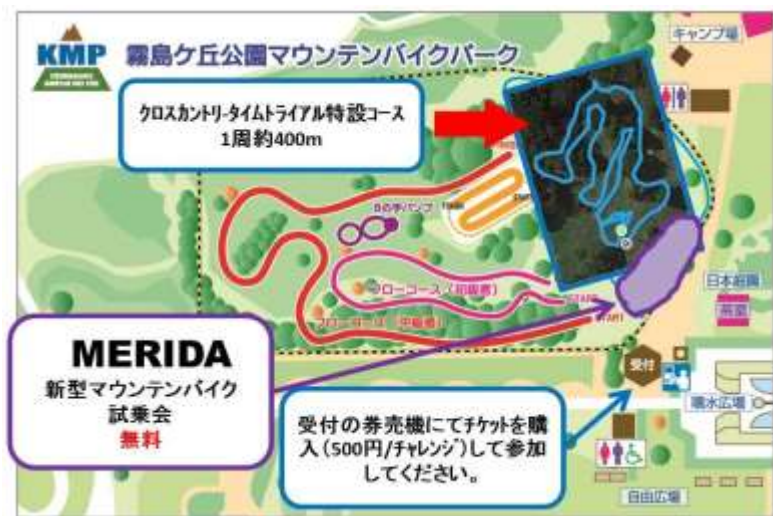 キャンプ場
KMP
霧島ケ丘公園マウンテンバイクパーク
クロスカントリ-タイムトライアル特設コース
1周約400m
8の字パンプ
フローコース（初級者）
START
フローコース（中級者）
START
日本庭園
茶室
MERIDA
新型マウンテンバイク
試乗会
無料
受付
噴水広場
受付の券売機にてチケットを購
入（500円/チャレンジ）して参加
してください。
自由広場